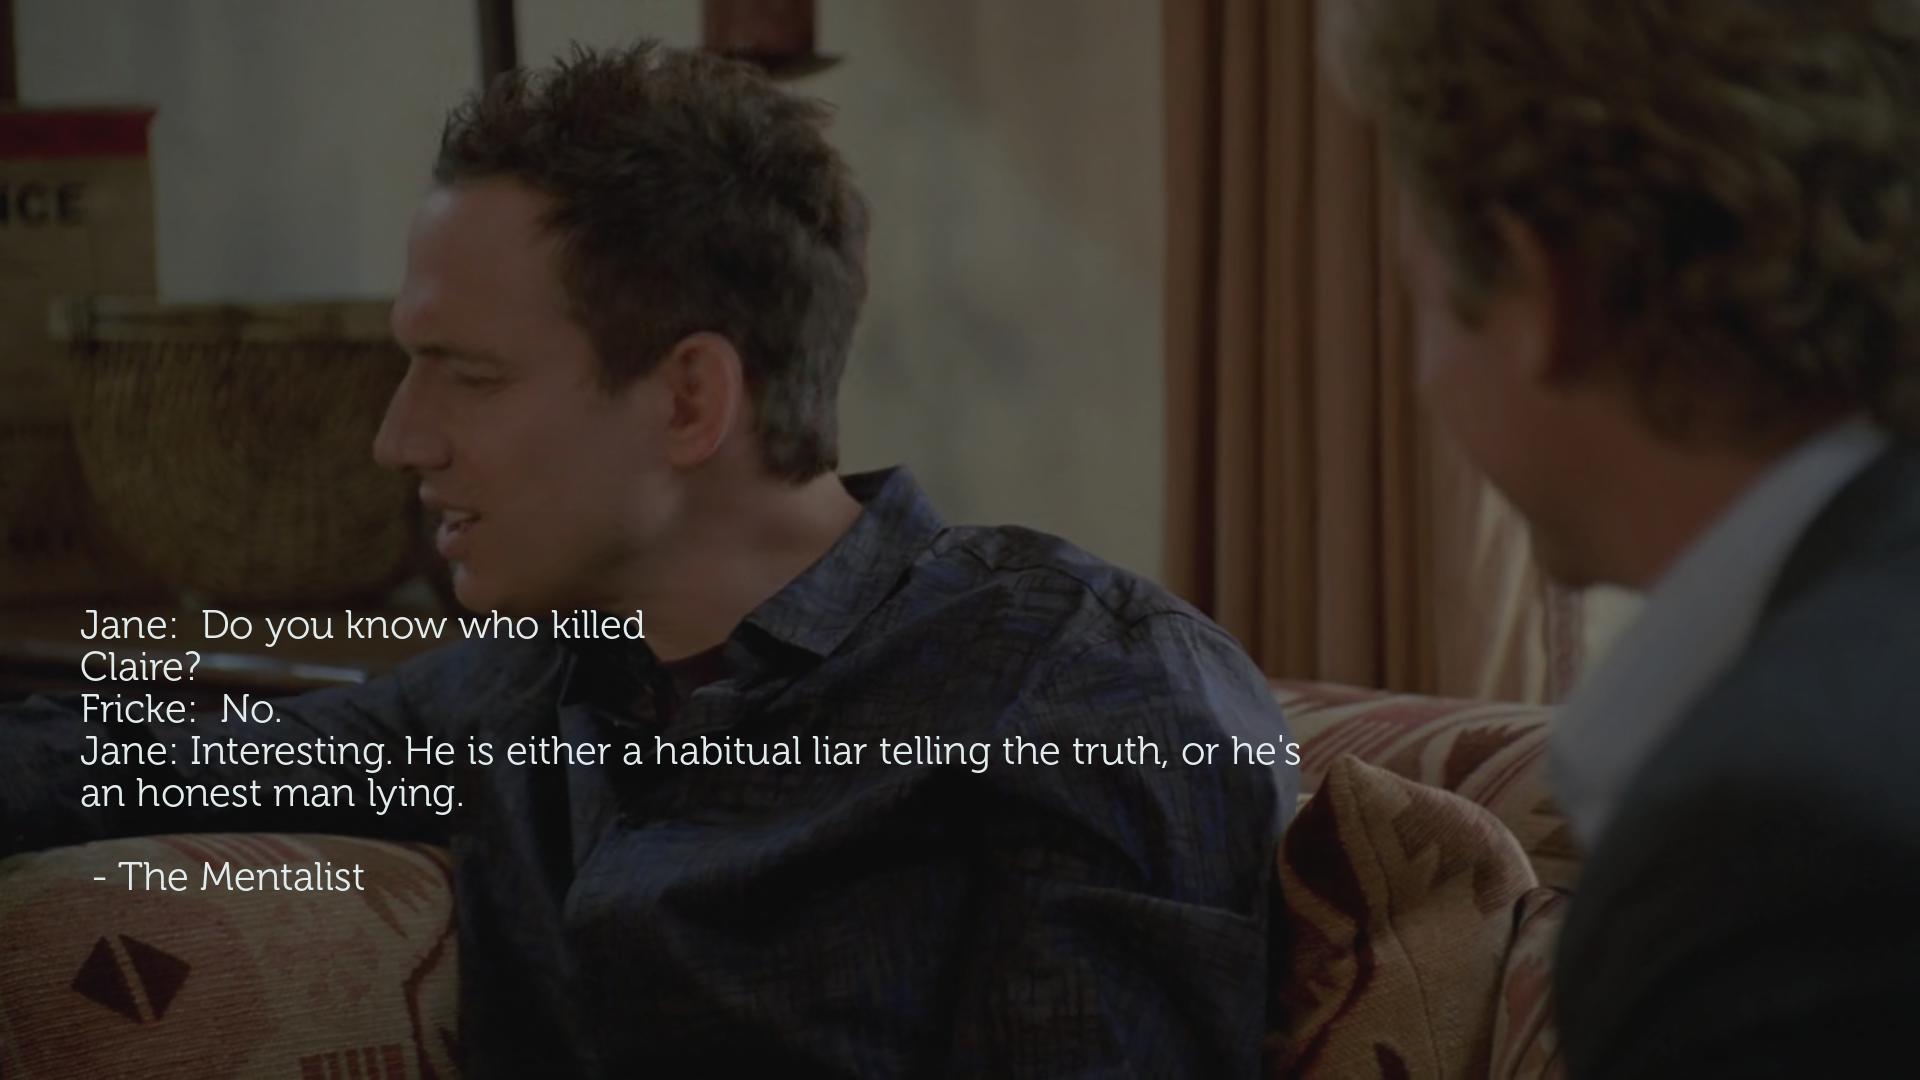 NCE
Jane:  Do you know who killed
Claire?
Fricke:  No.
Jane: Interesting. He is either a habitual liar telling the truth, or he's
an honest man lying.
- The Mentalist